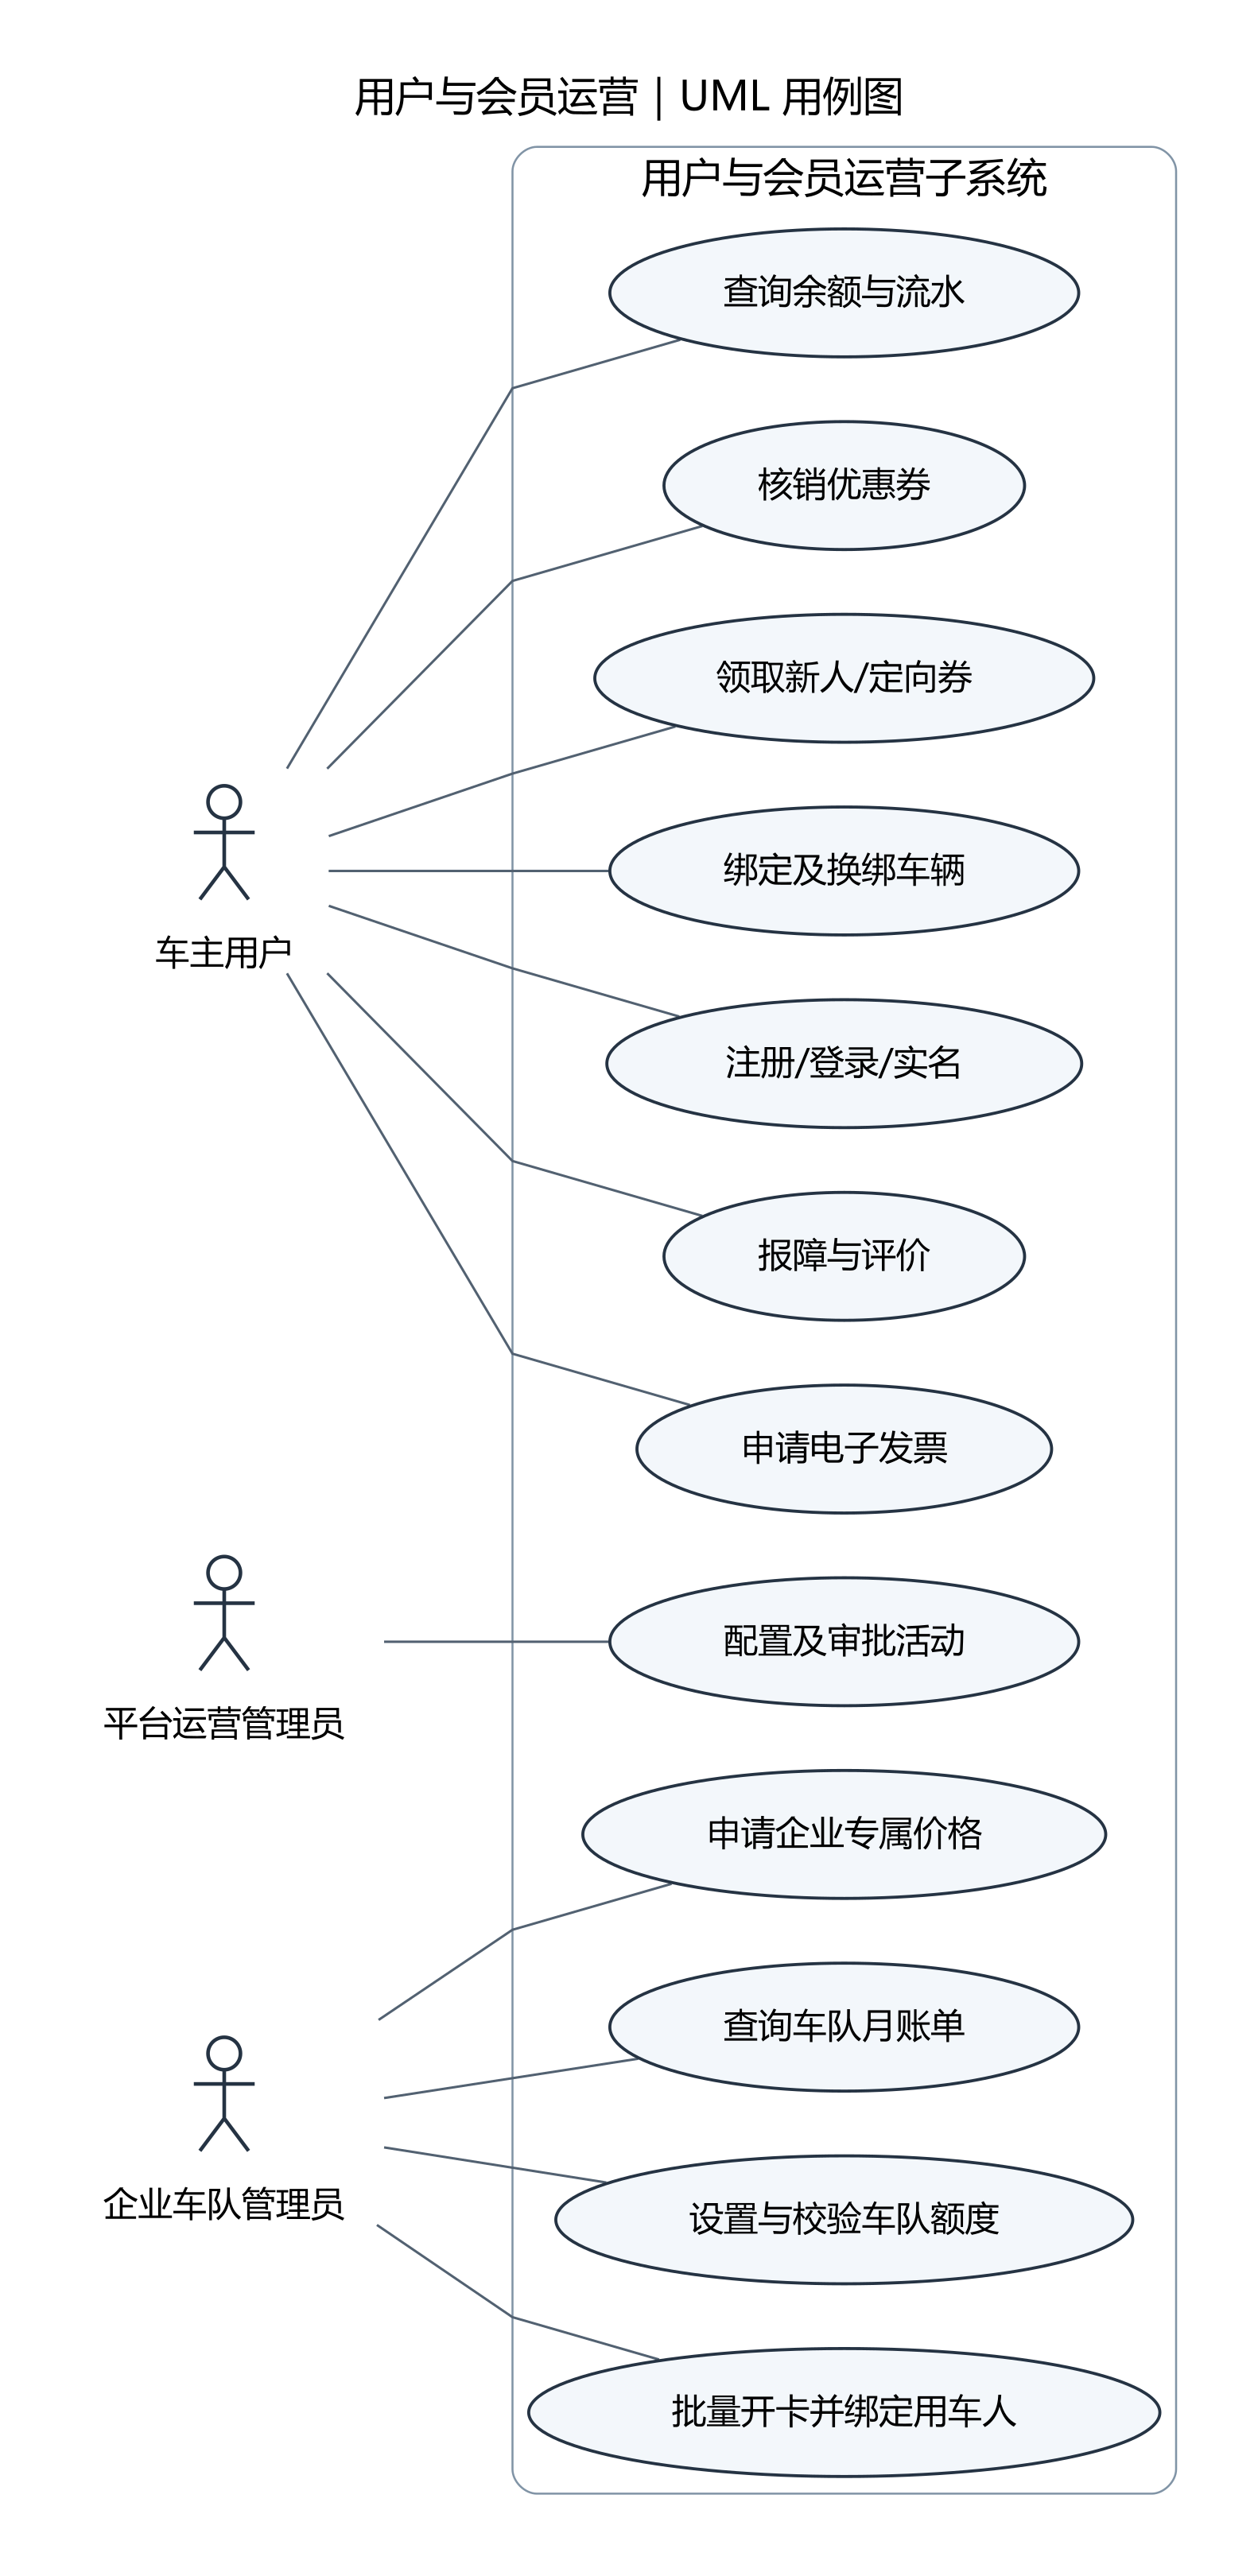 用户与会员运营 | UML 用例图
用户与会员运营子系统
查询余额与流水
核销优惠券
领取新人/定向券
绑定及换绑车辆
车主用户
注册/登录/实名
报障与评价
申请电子发票
配置及审批活动
平台运营管理员
申请企业专属价格
查询车队月账单
企业车队管理员
设置与校验车队额度
批量开卡并绑定用车人